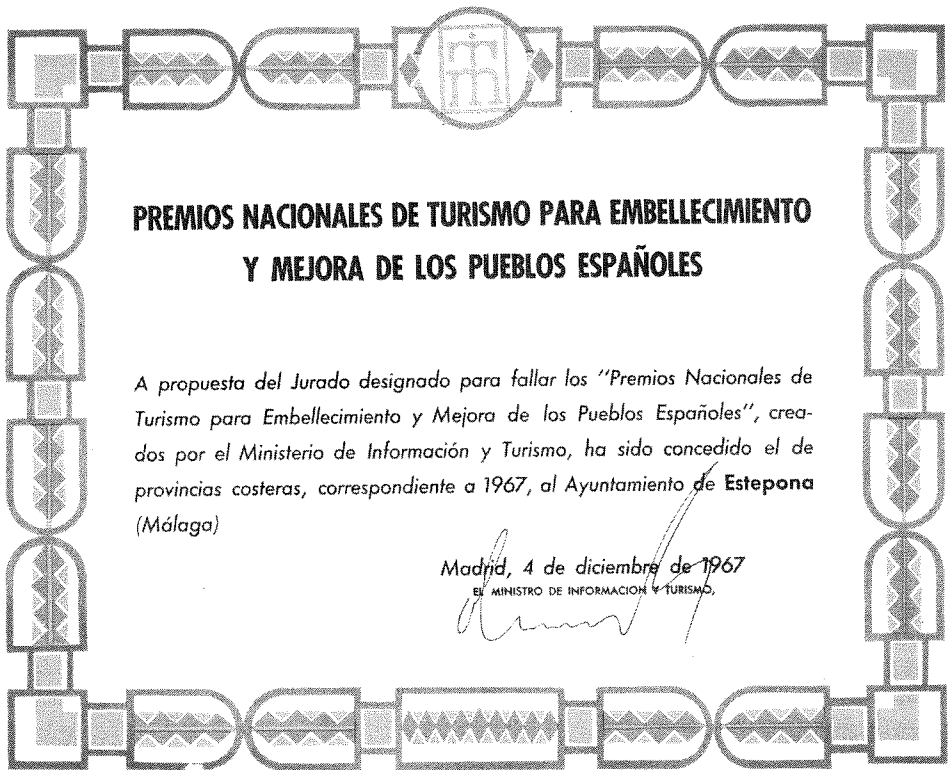 PREMIOS NACIONALES DE TURISMO PARA EMBELLECIMIENTO
Y MEJORA DE LOS PUEBLOS ESPAÑOLES
A propuesta del Jurado designado para fallar los "Premios Nacionales de
Turismo para Embellecimiento y Mejora de los Pueblos Españoles", crea-
dos por el Ministerio de Información y Turismo, ha sido concedido el de
provincias costeras, correspondiente a 1967, al Ayuntamiento de Estepona
(Málaga)
Madrid, 4 de diciembre de 1967
EL MINISTRO DE INFORMACION Y TURISMO,